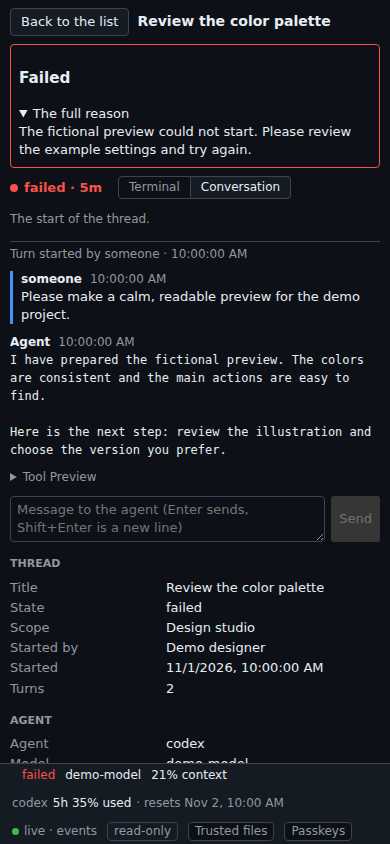 Back to the list Review the color palette
Failed
▼ The full reason
The fictional preview could not start. Please review
the example settings and try again.
failed · 5m Terminal Conversation
The start of the thread.
Turn started by someone · 10:00:00 AM
someone 10:00:00 AM
Please make a calm, readable preview for the demo
project.
Agent 10:00:00 AM
I have prepared the fictional preview. The colors
are consistent and the main actions are easy to
find.
Here is the next step: review the illustration and
choose the version you prefer.
▶ Tool Preview
Message to the agent (Enter sends,
Shift+Enter is a new line)
Send
THREAD
Title Review the color palette
State failed
Scope Design studio
Started by Demo designer
Started 11/1/2026, 10:00:00 AM
Turns 2
AGENT
Agent codex
Model demo-model
failed demo-model 21% context
codex 5h 35% used · resets Nov 2, 10:00 AM
live · events read-only Trusted files Passkeys